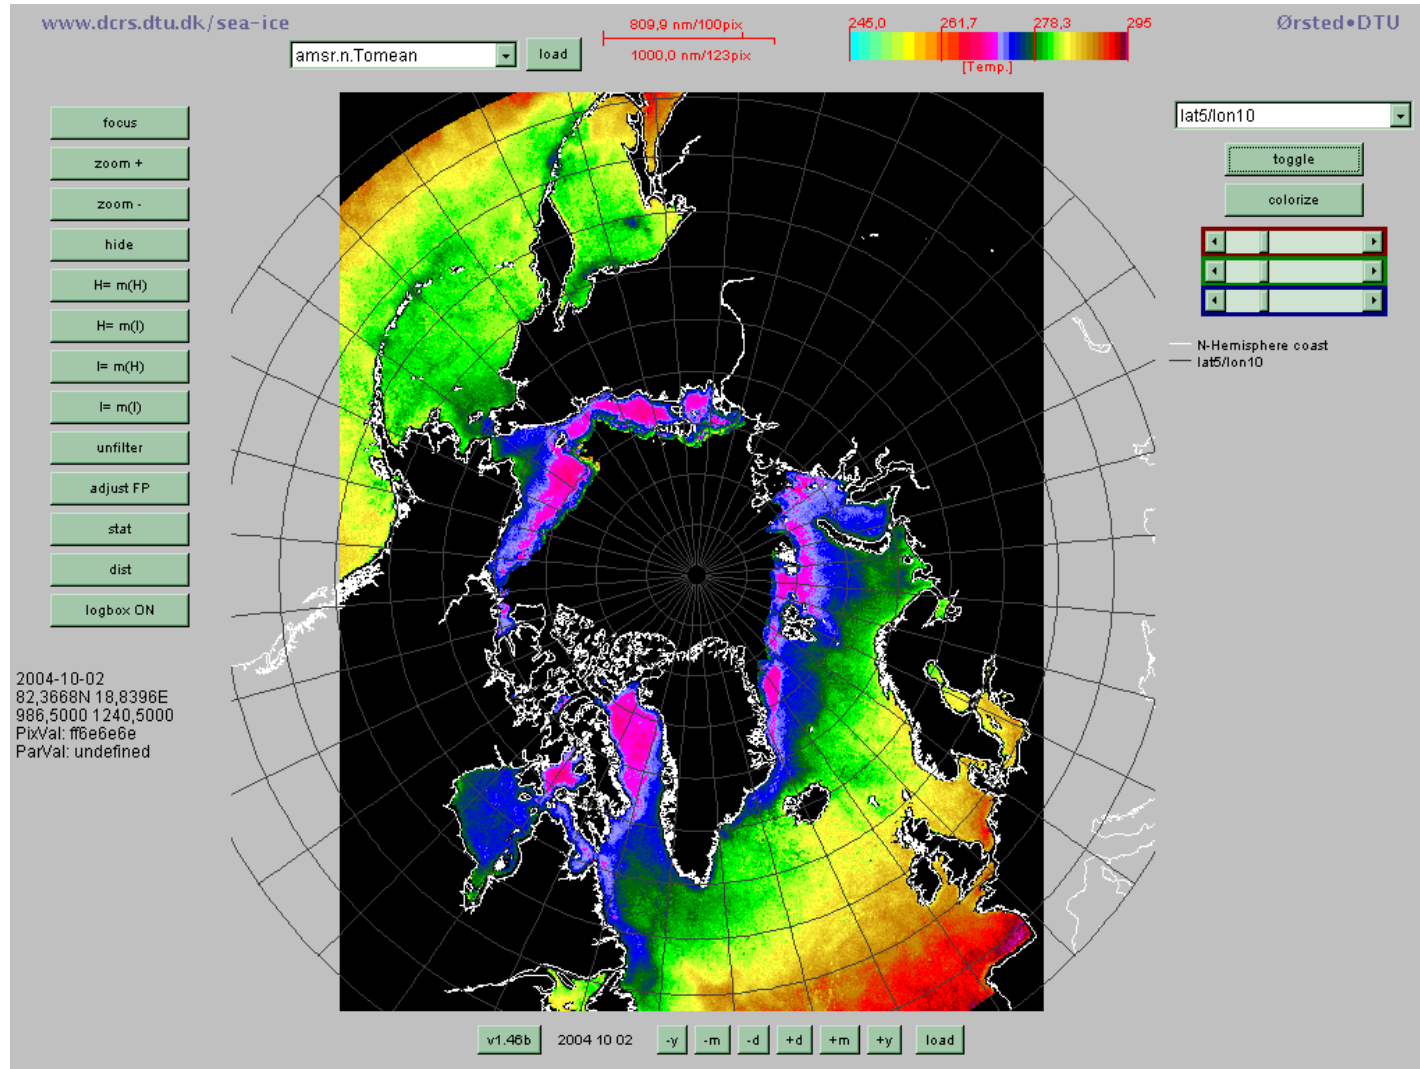 www.dcrs.dtu.dk/sea-ice
Ørsted•DTU
amsr.n.Tomean
load
809,9 nm/100pix
1000,0 nm/123pix
245,0 261,7 278,3 295
[Temp.]
focus
zoom +
zoom -
hide
H= m(H)
H= m(I)
I= m(H)
I= m(I)
unfilter
adjust FP
stat
dist
logbox ON
2004-10-02
82,3668N 18,8396E
986,5000 1240,5000
PixVal: ff6e6e6e
ParVal: undefined
lat5/lon10
toggle
colorize
N-Hemisphere coast
lat5/lon10
v1.46b
2004 10 02
-y
-m
-d
+d
+m
+y
load